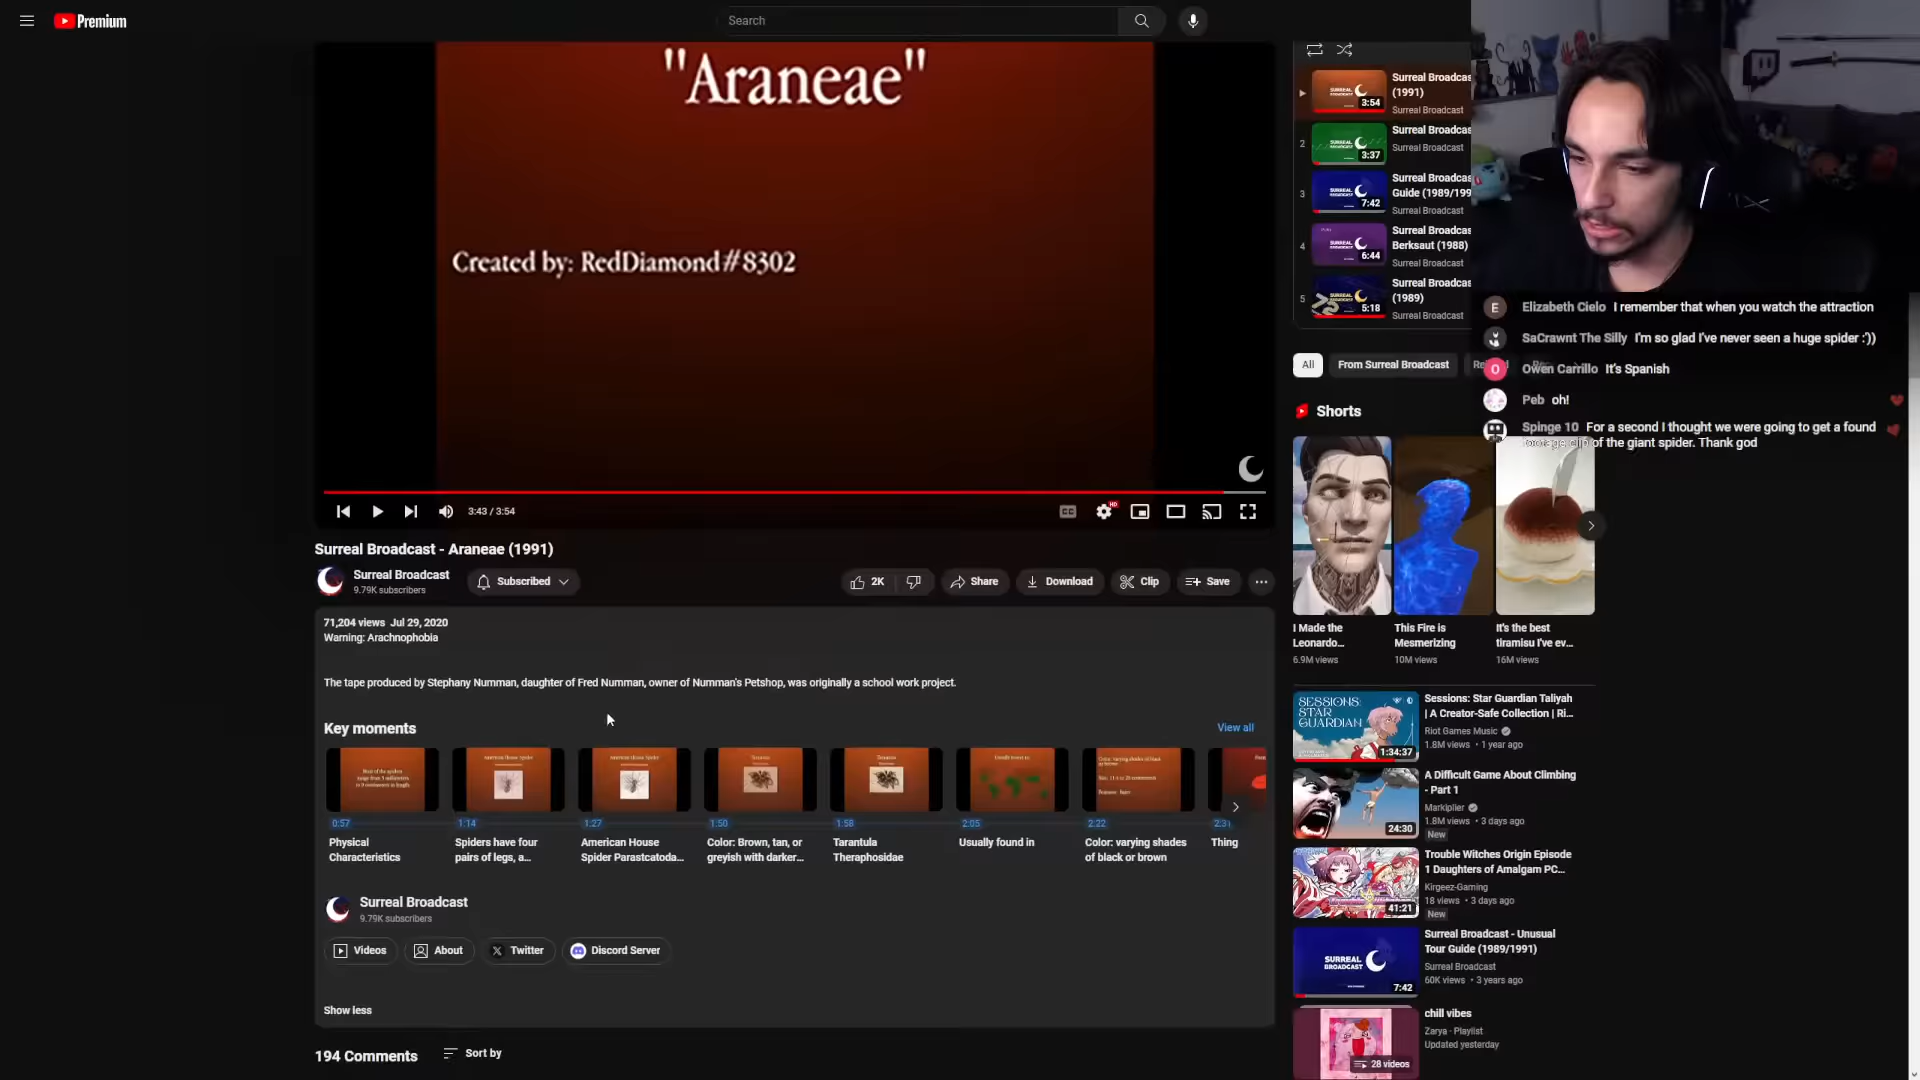 Premium
Search
"Araneae"
Created by: RedDiamond#8302
3:43 / 3:54
Surreal Broadcast - Araneae (1991)
Surreal Broadcast
9.79K subscribers
Subscribed
2K
Share
Download
Clip
Save
71,204 views Jul 29, 2020
Warning: Arachnophobia
The tape produced by Stephany Numman, daughter of Fred Numman, owner of Numman's Petshop, was originally a school work project.
Key moments
View all
0:57
Physical
Characteristics
1:14
Spiders have four
pairs of legs, a...
1:27
American House
Spider Parastcatoda...
1:50
Color: Brown, tan, or
greyish with darker...
1:58
Tarantula
Theraphosidae
2:05
Usually found in
2:22
Color: varying shades
of black or brown
2:31
Thing
Surreal Broadcast
9.79K subscribers
Videos
About
Twitter
Discord Server
Show less
194 Comments
Sort by
Surreal Broadcas
(1991)
Surreal Broadcast
3:54
2
Surreal Broadcas
Surreal Broadcast
3:37
3
Surreal Broadcas
Guide (1989/199
Surreal Broadcast
7:42
4
Surreal Broadcas
Berksaut (1988)
Surreal Broadcast
6:44
5
Surreal Broadcas
(1989)
Surreal Broadcast
5:18
All
From Surreal Broadcast
Elizabeth Cielo I remember that when you watch the attraction
SaCrawnt The Silly I'm so glad I've never seen a huge spider :'))
Owen Carrillo It's Spanish
Peb oh!
Spinge 10 For a second I thought we were going to get a found
footage clip of the giant spider. Thank god
Shorts
I Made the
Leonardo...
6.9M views
This Fire is
Mesmerizing
10M views
It's the best
tiramisu I've ev...
16M views
SESSIONS:
STAR
GUARDIAN
1:34:37
Sessions: Star Guardian Taliyah
| A Creator-Safe Collection | Ri...
Riot Games Music
1.8M views • 1 year ago
24:30
A Difficult Game About Climbing
- Part 1
Markiplier
1.8M views • 3 days ago
New
41:21
Trouble Witches Origin Episode
1 Daughters of Amalgam PC...
Kirgeez-Gaming
18 views • 3 days ago
New
SURREAL
BROADCAST
7:42
Surreal Broadcast - Unusual
Tour Guide (1989/1991)
Surreal Broadcast
60K views • 3 years ago
28 videos
chill vibes
Zarya · Playlist
Updated yesterday